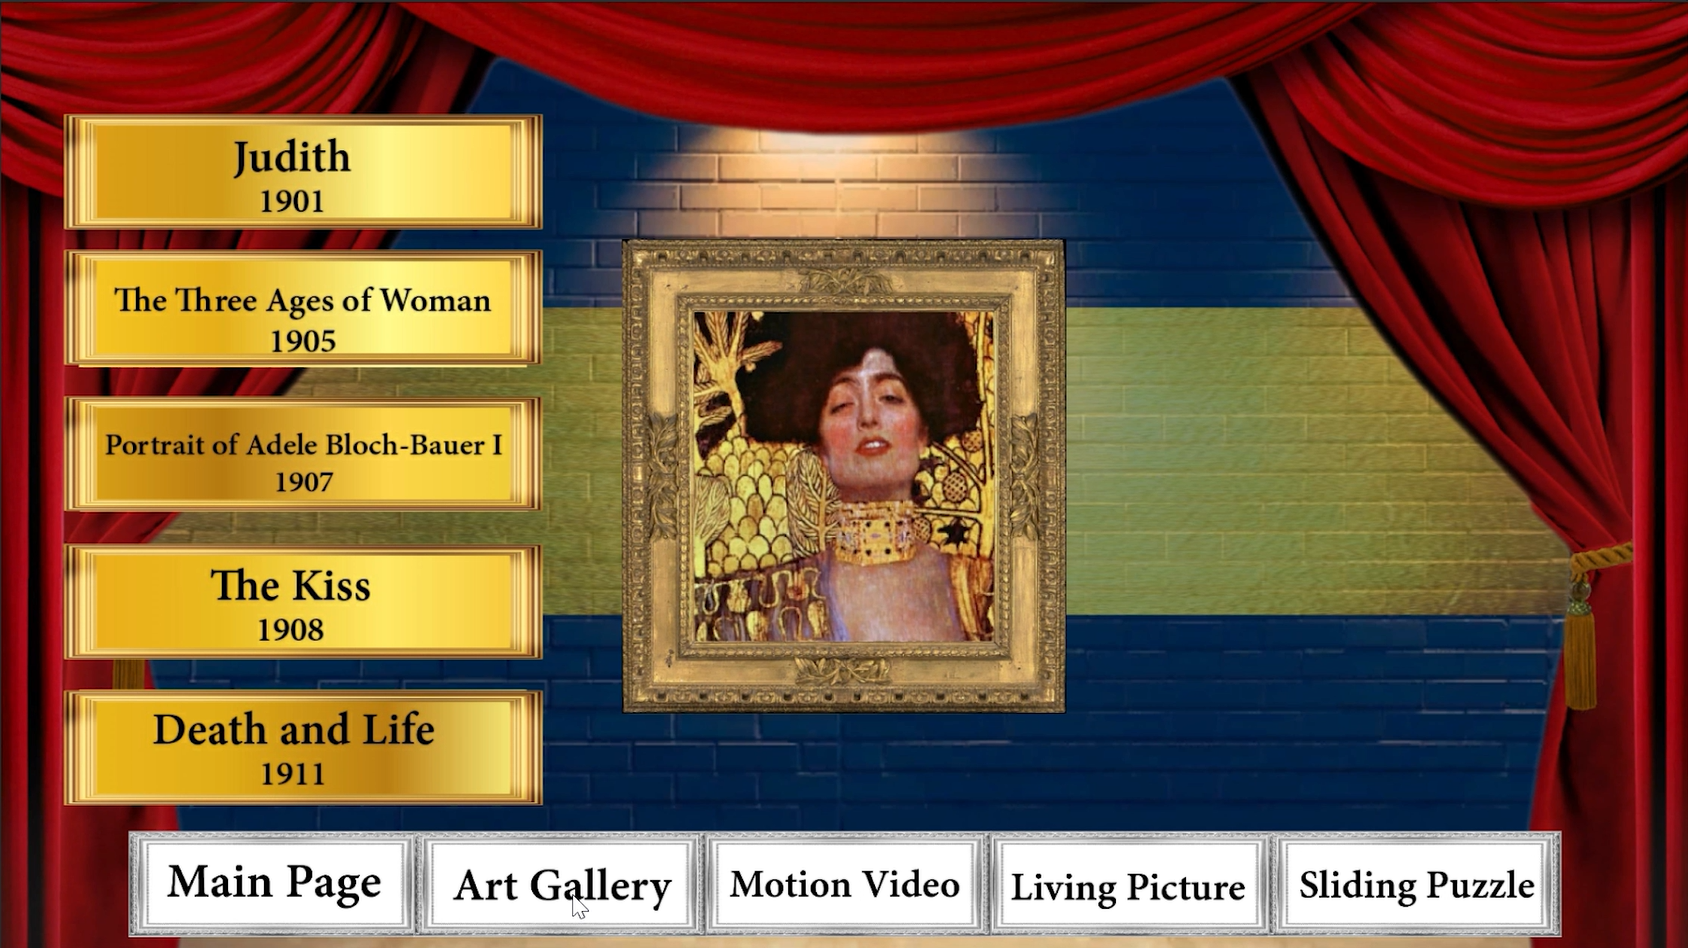 Judith
1901
The Three Ages of Woman
1905
Portrait of Adele Bloch-Bauer I
1907
The Kiss
1908
Death and Life
1911
Main Page
Art Gallery
Motion Video
Living Picture
Sliding Puzzle